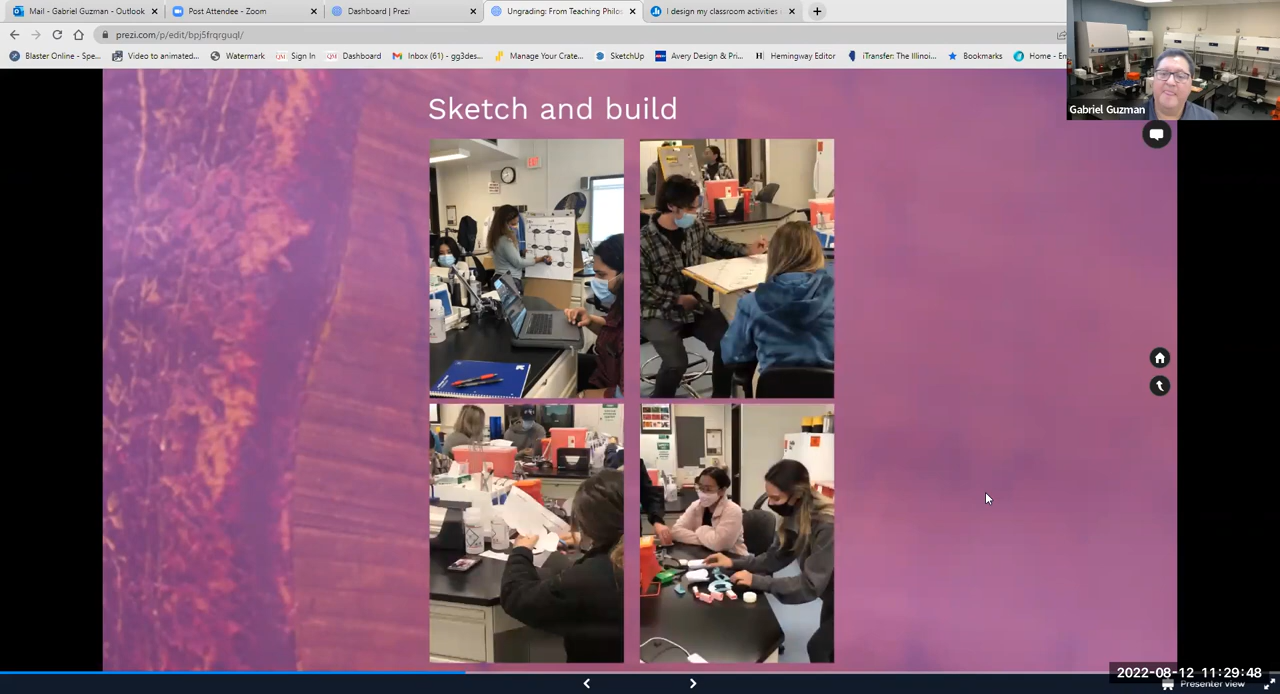 Mail - Gabriel Guzman - Outlook
Post Attendee - Zoom
Dashboard | Prezi
Ungrading: From Teaching Philos
I design my classroom activities
prezi.com/p/edit/bpj5frqrguql/
Blaster Online - Spe...
Video to animated...
Watermark
Sign In
Dashboard
Inbox (61) - gg3des...
Manage Your Crate...
SketchUp
Avery Design & Pri...
Hemingway Editor
iTransfer: The Illinoi...
Bookmarks
Home - En
Gabriel Guzman
Sketch and build
2022-08-12 11:29:48
Presenter view